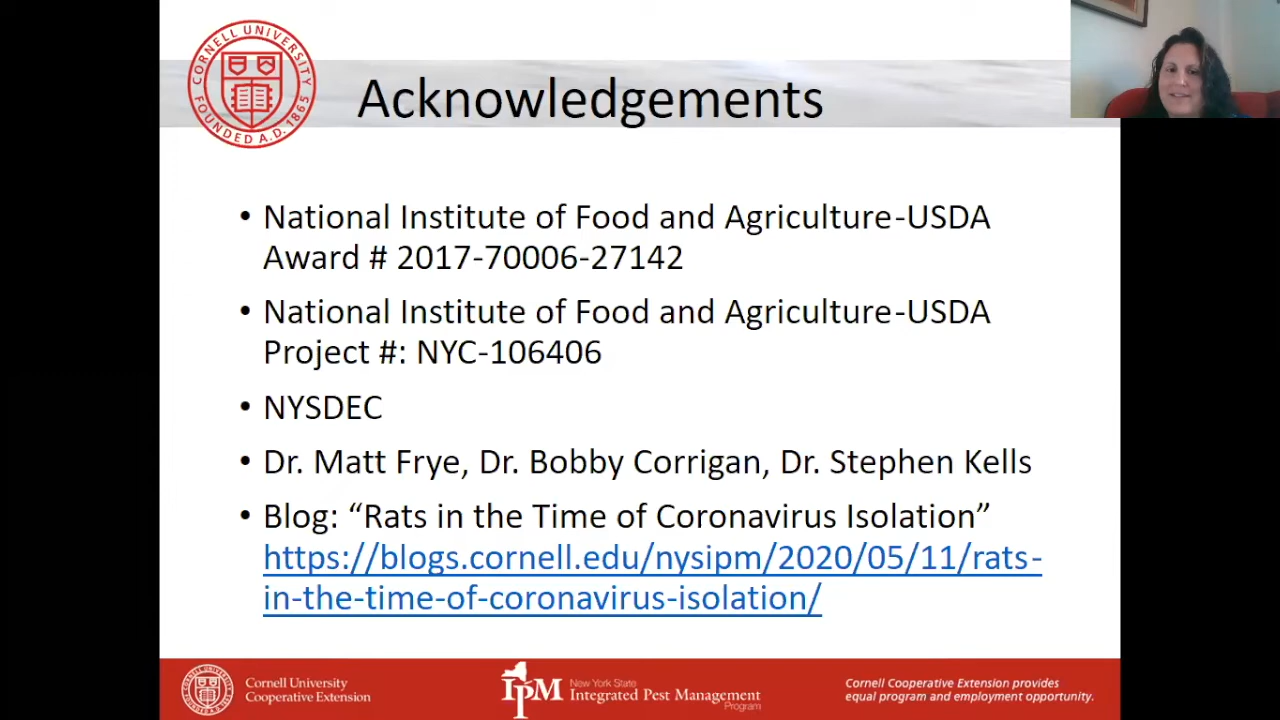 CORNELL UNIVERSITY
FOUNDED A.D. 1865
Acknowledgements
• National Institute of Food and Agriculture-USDA
Award # 2017-70006-27142
• National Institute of Food and Agriculture-USDA
Project #: NYC-106406
• NYSDEC
• Dr. Matt Frye, Dr. Bobby Corrigan, Dr. Stephen Kells
• Blog: “Rats in the Time of Coronavirus Isolation”
https://blogs.cornell.edu/nysipm/2020/05/11/rats-
in-the-time-of-coronavirus-isolation/
Cornell University
Cooperative Extension
IPM
New York State
Integrated Pest Management
Program
Cornell Cooperative Extension provides
equal program and employment opportunity.